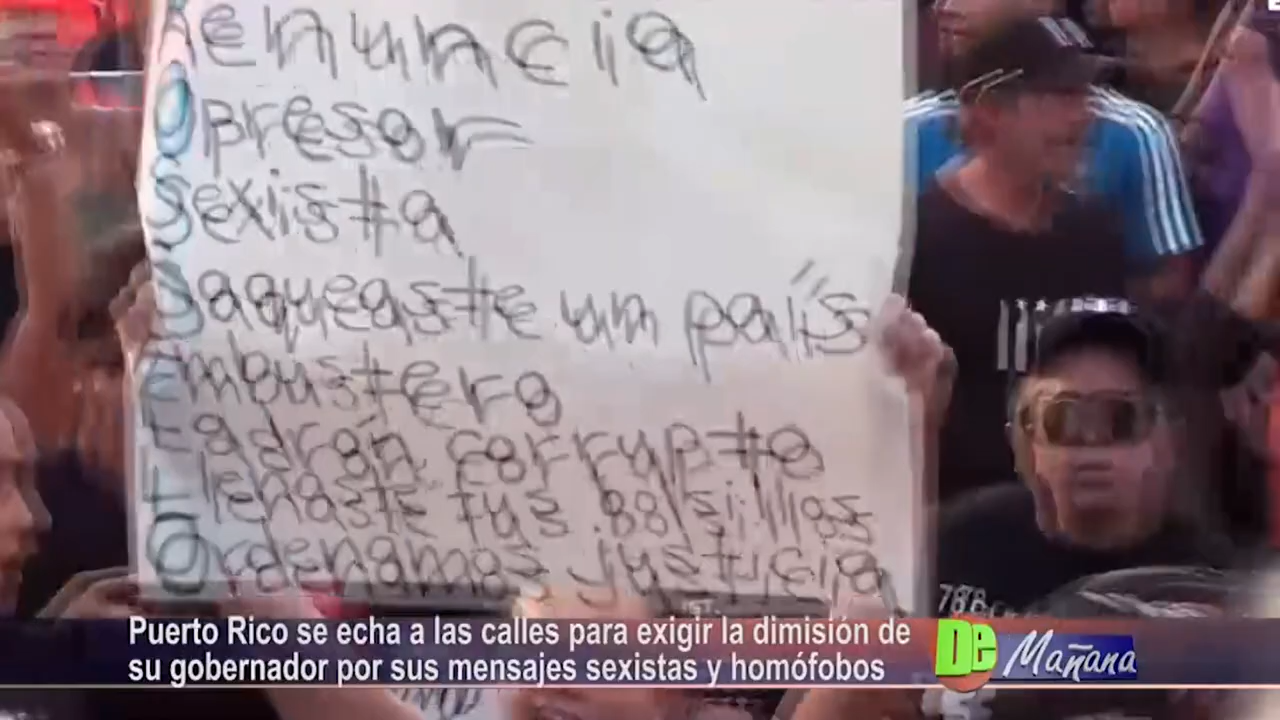 Renuncia
Opresor
Sexista
Saqueaste un país
Embustero
Ladrón corrupto
Llenaste tus bolsillos
Ordenamos justicia
Puerto Rico se echa a las calles para exigir la dimisión de
su gobernador por sus mensajes sexistas y homófobos
De Mañana